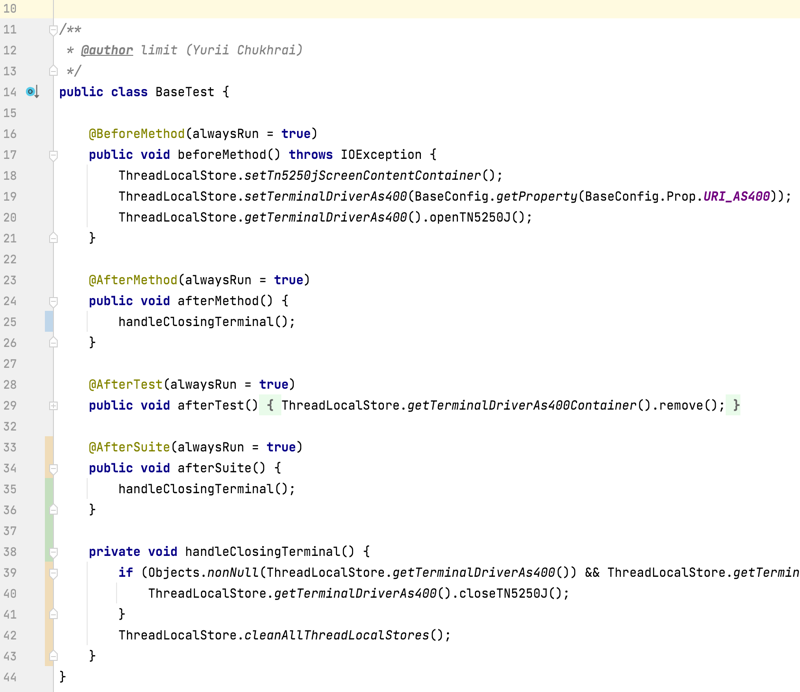 10
11 /**
12 * @author limit (Yurii Chukhrai)
13 */
14 public class BaseTest {
15
16 @BeforeMethod(alwaysRun = true)
17 public void beforeMethod() throws IOException {
18 ThreadLocalStore.setTn5250jScreenContentContainer();
19 ThreadLocalStore.setTerminalDriverAs400(BaseConfig.getProperty(BaseConfig.Prop.URI_AS400));
20 ThreadLocalStore.getTerminalDriverAs400().openTN5250J();
21 }
22
23 @AfterMethod(alwaysRun = true)
24 public void afterMethod() {
25 handleClosingTerminal();
26 }
27
28 @AfterTest(alwaysRun = true)
29 public void afterTest() { ThreadLocalStore.getTerminalDriverAs400Container().remove(); }
32
33 @AfterSuite(alwaysRun = true)
34 public void afterSuite() {
35 handleClosingTerminal();
36 }
37
38 private void handleClosingTerminal() {
39 if (Objects.nonNull(ThreadLocalStore.getTerminalDriverAs400()) && ThreadLocalStore.getTermin
40 ThreadLocalStore.getTerminalDriverAs400().closeTN5250J();
41 }
42 ThreadLocalStore.cleanAllThreadLocalStores();
43 }
44 }